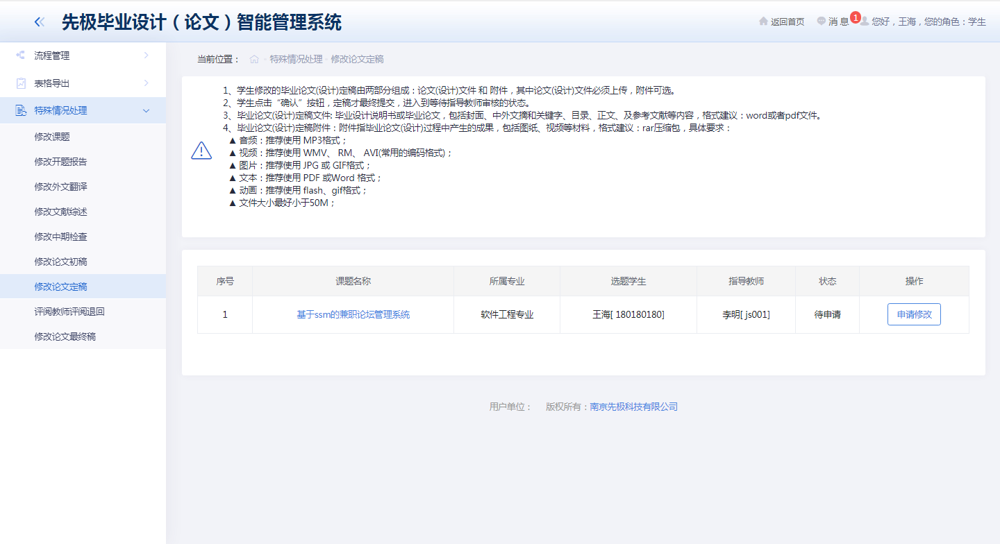 先极毕业设计（论文）智能管理系统
返回首页 消 息 1 您好，王海，您的角色：学生
流程管理
表格导出
特殊情况处理
修改课题
修改开题报告
修改外文翻译
修改文献综述
修改中期检查
修改论文初稿
修改论文定稿
评阅教师评阅退回
修改论文最终稿
当前位置： - 特殊情况处理 - 修改论文定稿
1、学生修改的毕业论文(设计)定稿由两部分组成：论文(设计)文件 和 附件，其中论文(设计)文件必须上传，附件可选。
2、学生点击“确认”按钮，定稿才最终提交，进入到等待指导教师审核的状态。
3、毕业论文(设计)定稿文件: 毕业设计说明书或毕业论文，包括封面、中外文摘和关键字、目录、正文、及参考文献等内容，格式建议：word或者pdf文件。
4、毕业论文(设计)定稿附件：附件指毕业论文(设计)过程中产生的成果，包括图纸、视频等材料，格式建议：rar压缩包，具体要求：
▲ 音频：推荐使用 MP3格式；
▲ 视频：推荐使用 WMV、 RM、 AVI(常用的编码格式)；
▲ 图片：推荐使用 JPG 或 GIF格式；
▲ 文本：推荐使用 PDF 或Word 格式；
▲ 动画：推荐使用 flash、gif格式；
▲ 文件大小最好小于50M；
序号 课题名称 所属专业 选题学生 指导教师 状态 操作
1 基于ssm的兼职论坛管理系统 软件工程专业 王海[ 180180180] 李明[ js001] 待申请 申请修改
用户单位： 版权所有：南京先极科技有限公司